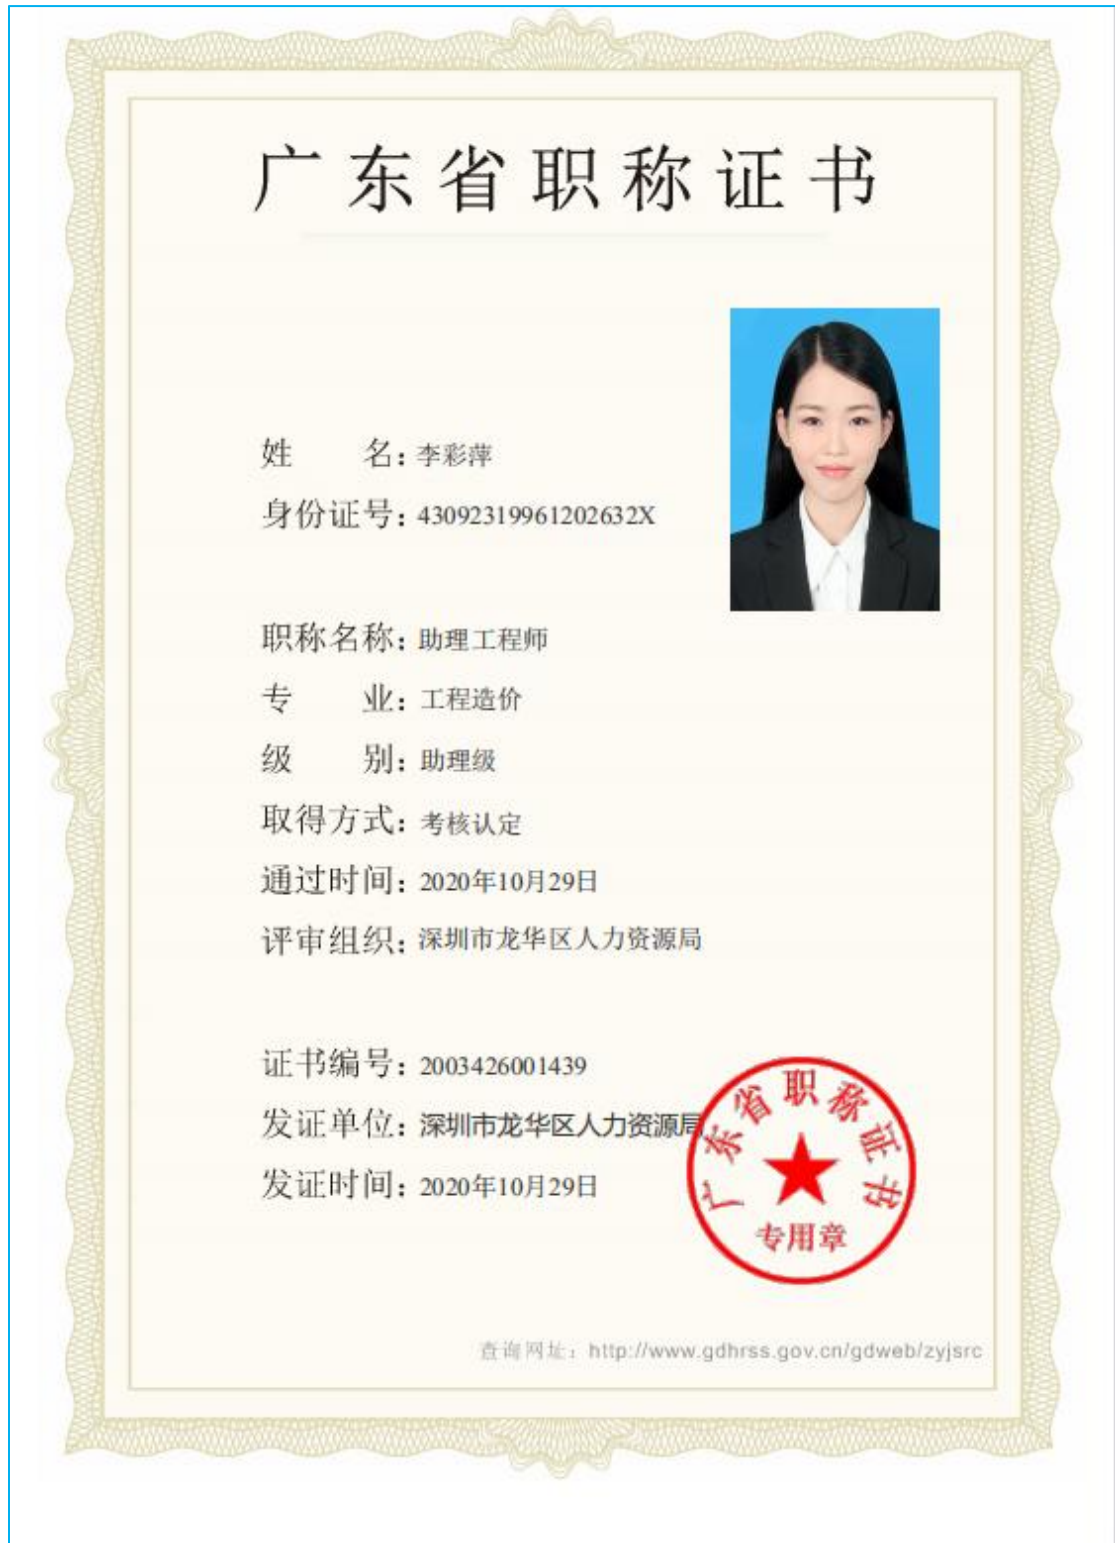 广东省职称证书
姓 名：李彩萍
身份证号：43092319961202632X
职称名称：助理工程师
专 业：工程造价
级 别：助理级
取得方式：考核认定
通过时间：2020年10月29日
评审组织：深圳市龙华区人力资源局
证书编号：2003426001439
发证单位：深圳市龙华区人力资源局
发证时间：2020年10月29日
广东省职称证书
专用章
查询网址：http://www.gdhrss.gov.cn/gdweb/zyjsrc